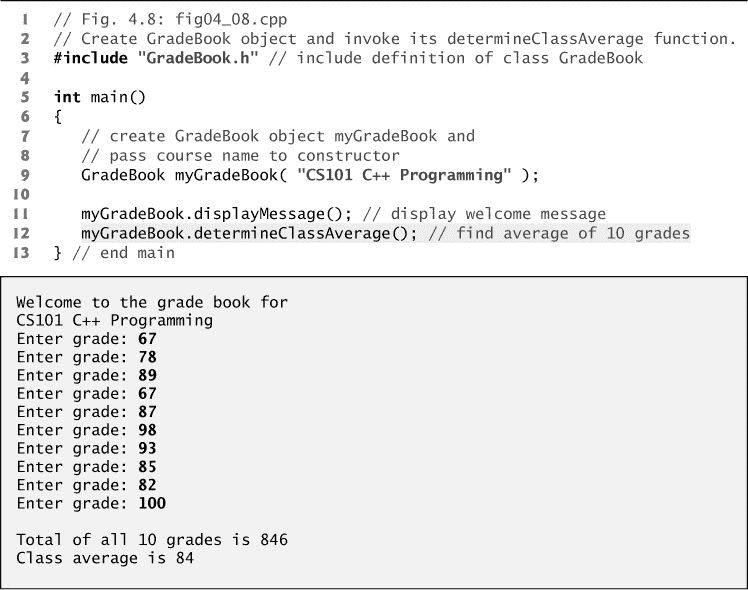 1 // Fig. 4.8: fig04_08.cpp
2 // Create GradeBook object and invoke its determineClassAverage function.
3 #include "GradeBook.h" // include definition of class GradeBook
4
5 int main()
6 {
7 // create GradeBook object myGradeBook and
8 // pass course name to constructor
9 GradeBook myGradeBook( "CS101 C++ Programming" );
10
11 myGradeBook.displayMessage(); // display welcome message
12 myGradeBook.determineClassAverage(); // find average of 10 grades
13 } // end main
Welcome to the grade book for
CS101 C++ Programming
Enter grade: 67
Enter grade: 78
Enter grade: 89
Enter grade: 67
Enter grade: 87
Enter grade: 98
Enter grade: 93
Enter grade: 85
Enter grade: 82
Enter grade: 100
Total of all 10 grades is 846
Class average is 84